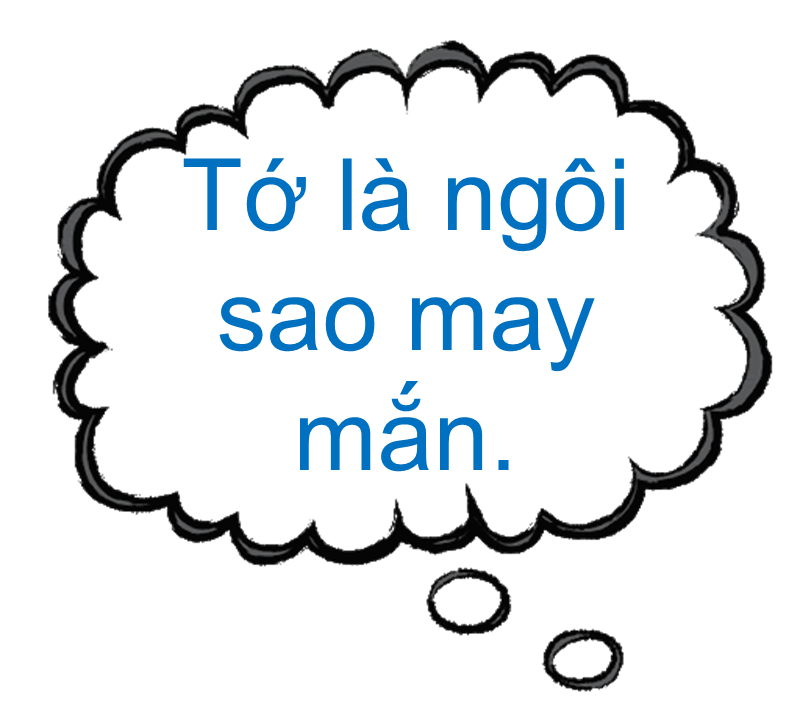 Tớ là ngôi
sao may
mắn.